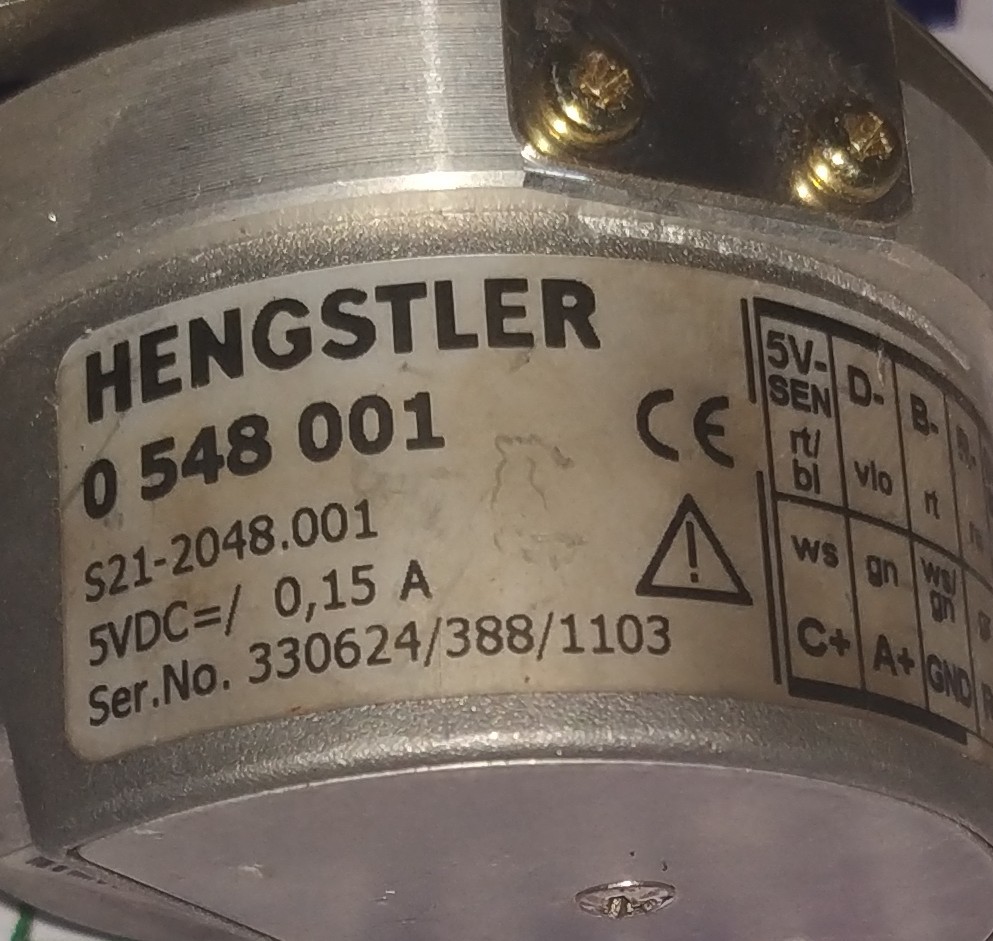 HENGSTLER
0 548 001
S21-2048.001
5VDC=/ 0,15 A
Ser.No. 330624/388/1103
CE
5V-SEN rt/bl
D- vio
B- rt
ws C+
gn A+
ws/gn GND